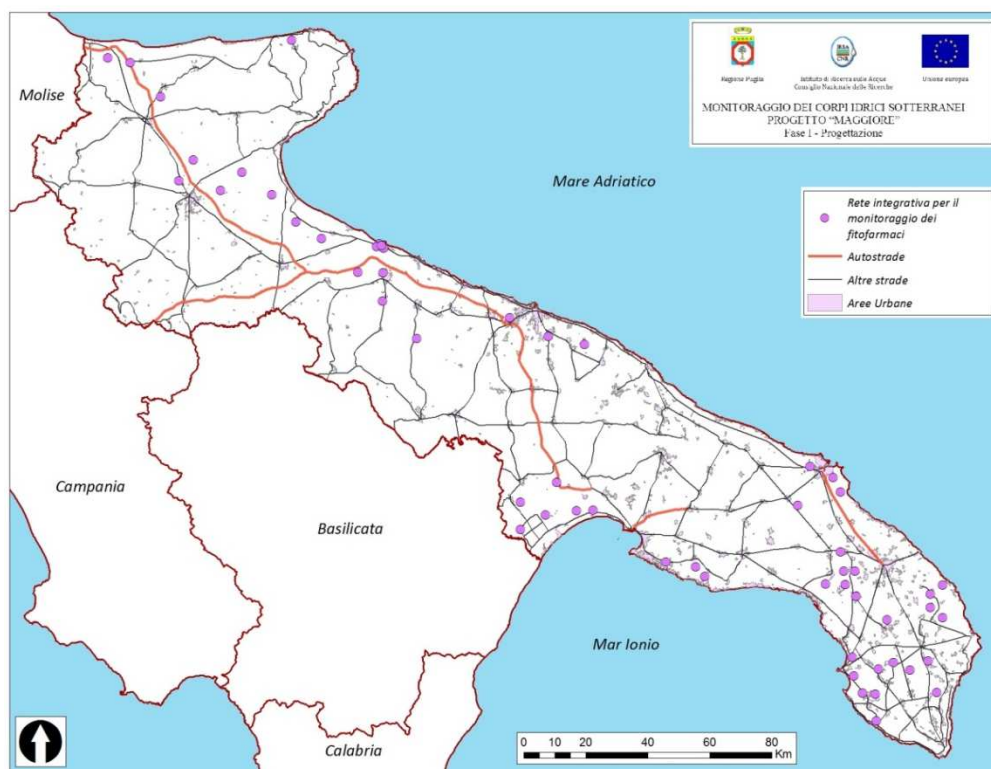 Regione Puglia
Istituto di Ricerca sulle Acque
Consiglio Nazionale delle Ricerche
Unione europea
MONITORAGGIO DEI CORPI IDRICI SOTTERRANEI
PROGETTO "MAGGIORE"
Fase I - Progettazione
Molise
Mare Adriatico
Rete integrativa per il
monitoraggio dei
fitofarmaci
Autostrade
Altre strade
Aree Urbane
Campania
Basilicata
Mar Ionio
Calabria
0 10 20 40 60 80
Km